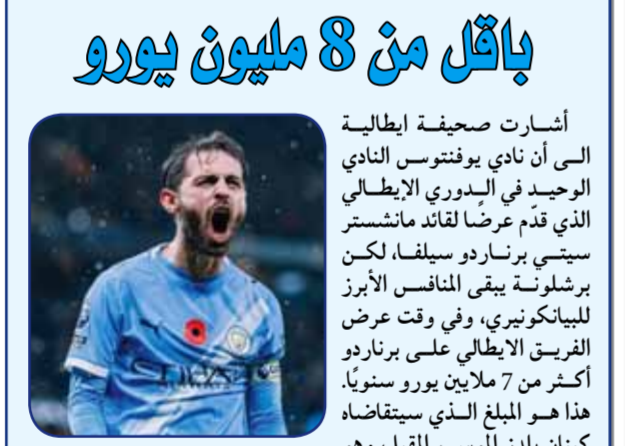 باقل من 8 مليون يورو
أشارت صحيفة ايطالية
الى أن نادي يوفنتوس النادي
الوحيد في الدوري الإيطالي
الذي قدّم عرضًا لقائد مانشستر
سيتي برناردو سيلفا، لكن
برشلونة يبقى المنافس الأبرز
للبيانكونيري، وفي وقت عرض
الفريق الايطالي على برناردو
أكثر من 7 ملايين يورو سنويًا.
هذا هو المبلغ الذي سيتقاضاه